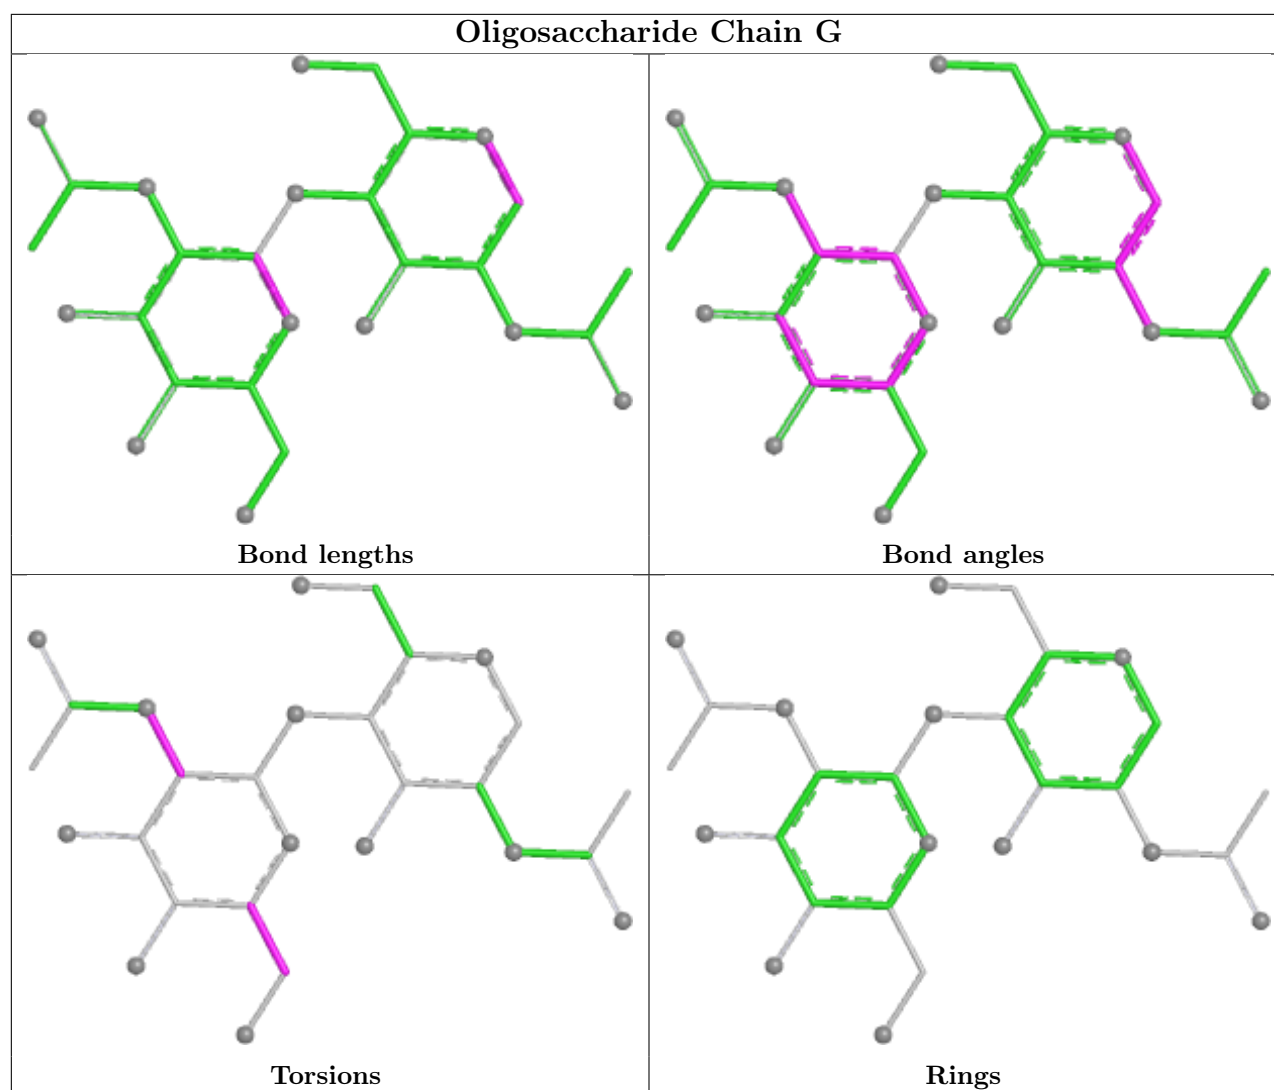 Oligosaccharide Chain G
Bond lengths
Bond angles
Torsions
Rings